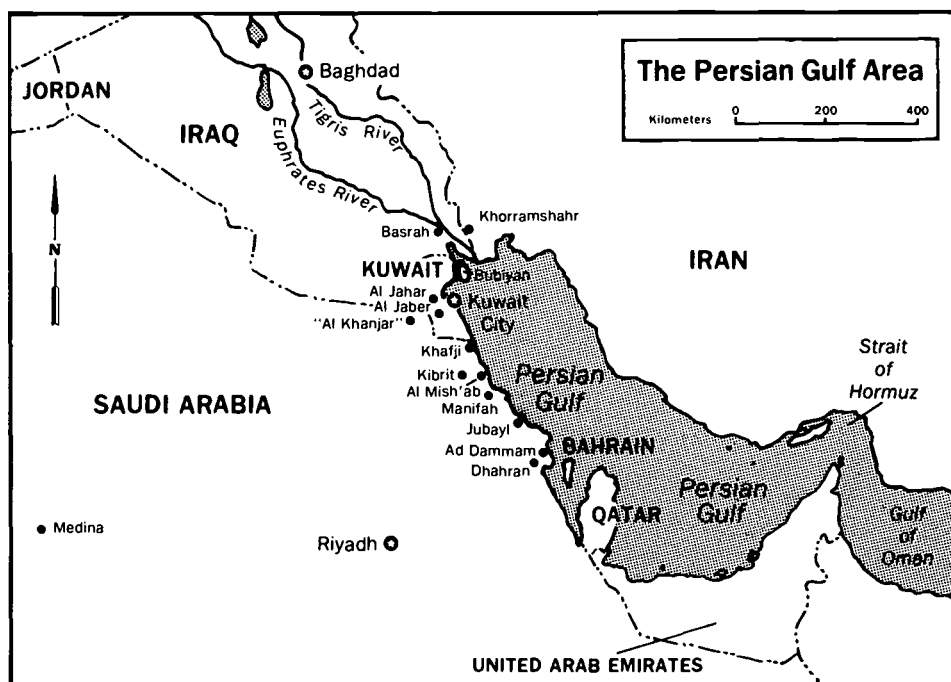 The Persian Gulf Area
Kilometers
0 200 400
JORDAN
Baghdad
IRAQ
Tigris River
Euphrates River
N
Basrah
Khorramshahr
IRAN
KUWAIT
Bubiyan
Al Jahar
Al Jaber
Kuwait
City
"Al Khanjar"
Khafji
Kibrit
Al Mish'ab
Manifah
Jubayl
Persian
Gulf
Strait
of
Hormuz
SAUDI ARABIA
Ad Dammam
BAHRAIN
Dhahran
Persian
Gulf
QATAR
Gulf
of
Oman
Medina
Riyadh
UNITED ARAB EMIRATES